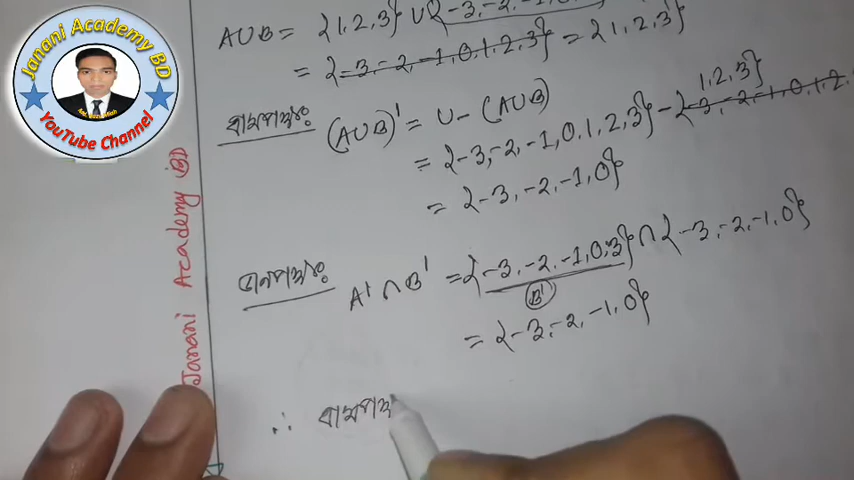 Janani Academy BD
YouTube Channel
Janani Academy BD
A∪B = {1, 2, 3} ∪ {-3, -2, -1, 0
= {-3, -2, -1, 0, 1, 2, 3} = {1, 2, 3}
বামপক্ষঃ (A∪B)' = U - (A∪B)
1, 2, 3}
= {-3, -2, -1, 0, 1, 2, 3} - {-3, -2, -1, 0, 1, 2,
= {-3, -2, -1, 0}
ডানপক্ষঃ A' ∩ B' = {-3, -2, -1, 0, 3} ∩ {-3, -2, -1, 0}
B'
= {-3, -2, -1, 0}
∴ বামপক্ষ